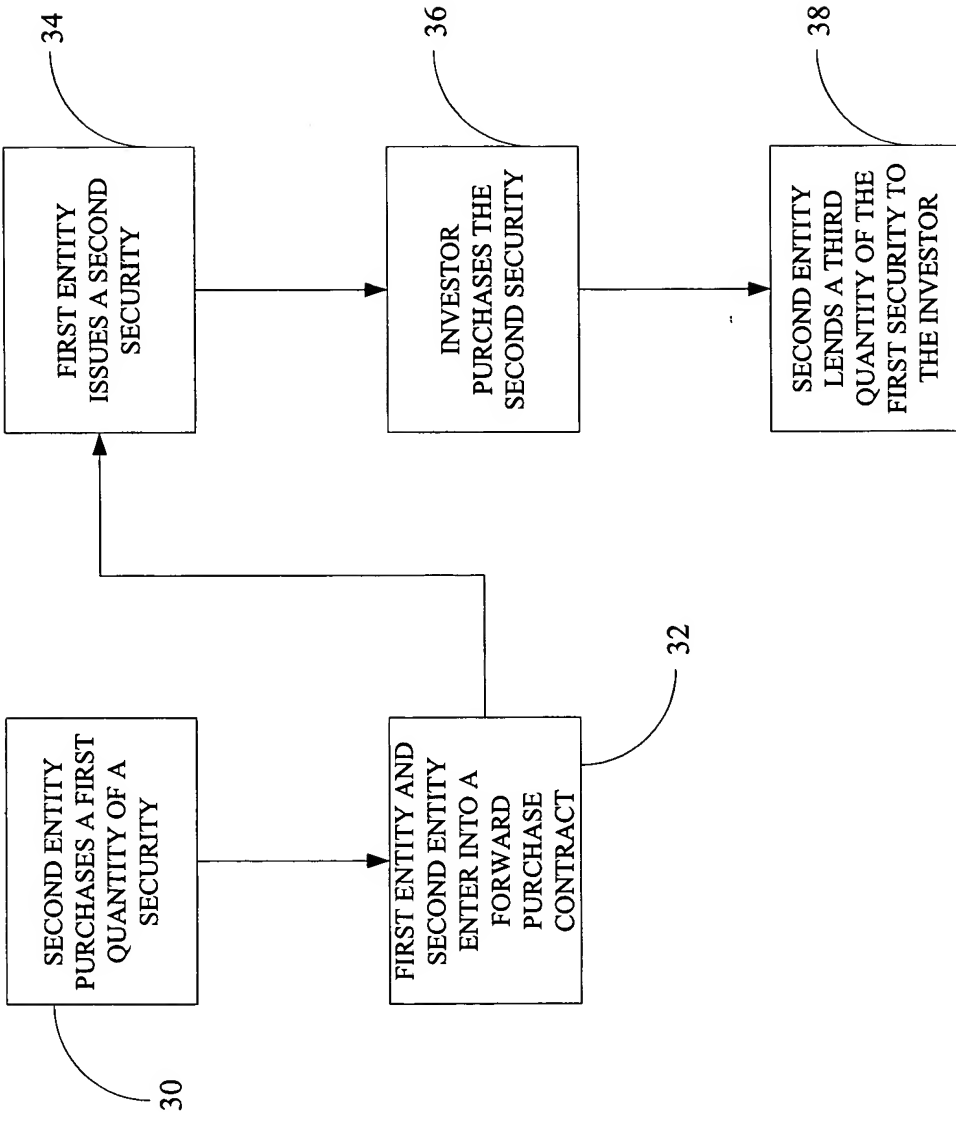 SECOND ENTITY
PURCHASES A FIRST
QUANTITY OF A
SECURITY
30
FIRST ENTITY AND
SECOND ENTITY
ENTER INTO A
FORWARD
PURCHASE
CONTRACT
32
FIRST ENTITY
ISSUES A SECOND
SECURITY
34
INVESTOR
PURCHASES THE
SECOND SECURITY
36
SECOND ENTITY
LENDS A THIRD
QUANTITY OF THE
FIRST SECURITY TO
THE INVESTOR
38